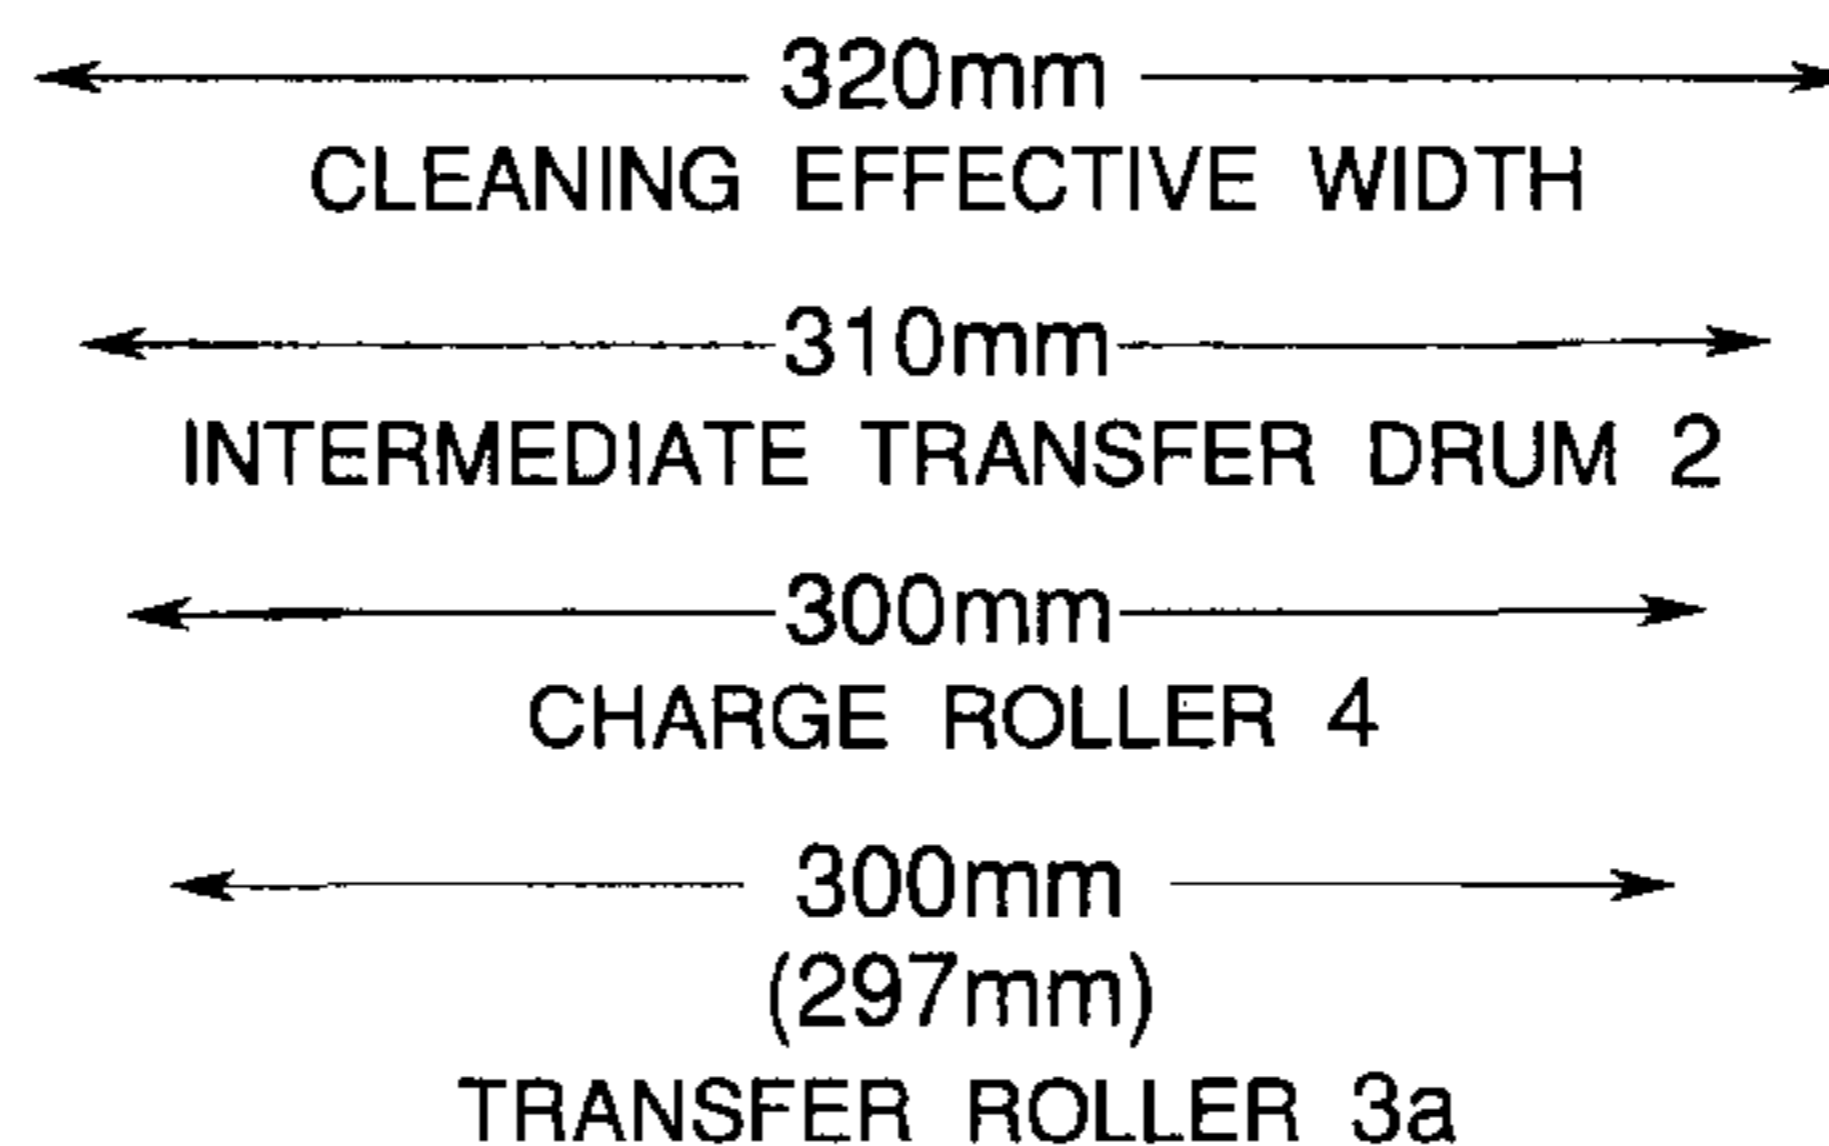 320mm
CLEANING EFFECTIVE WIDTH
310mm
INTERMEDIATE TRANSFER DRUM 2
300mm
CHARGE ROLLER 4
300mm
(297mm)
TRANSFER ROLLER 3a